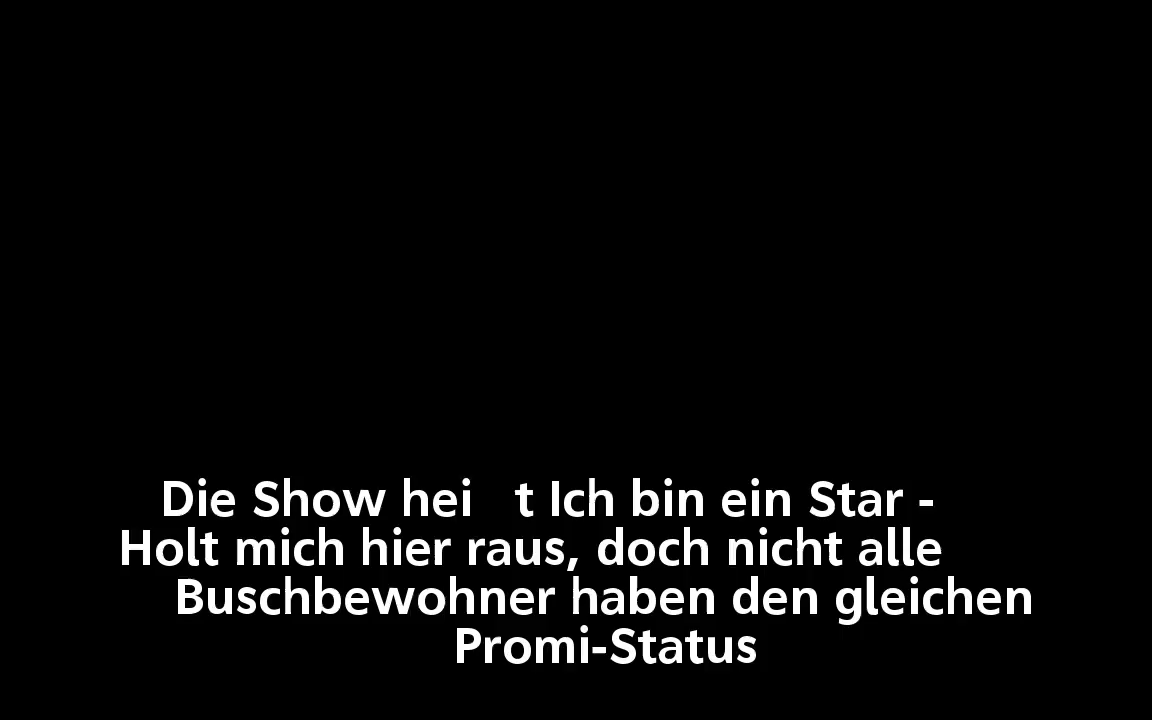 Die Show hei t Ich bin ein Star -
Holt mich hier raus, doch nicht alle
Buschbewohner haben den gleichen
Promi-Status